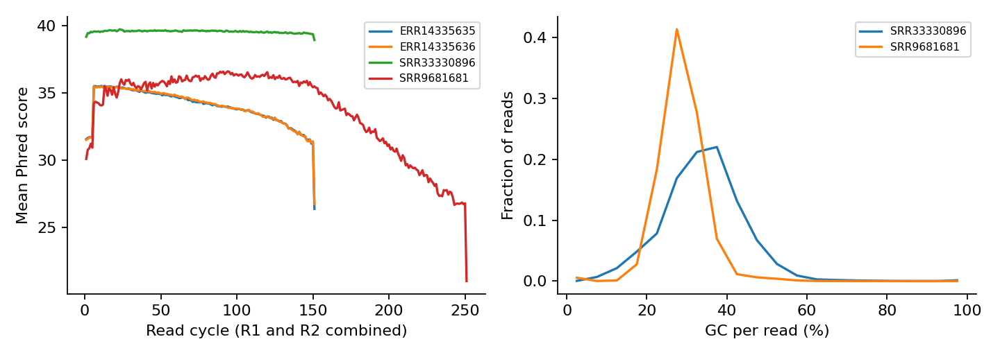 40
35
30
25
0
50
100
150
200
250
Mean Phred score
Read cycle (R1 and R2 combined)
ERR14335635
ERR14335636
SRR33330896
SRR9681681
0.4
0.3
0.2
0.1
0.0
0
20
40
60
80
100
Fraction of reads
GC per read (%)
SRR33330896
SRR9681681